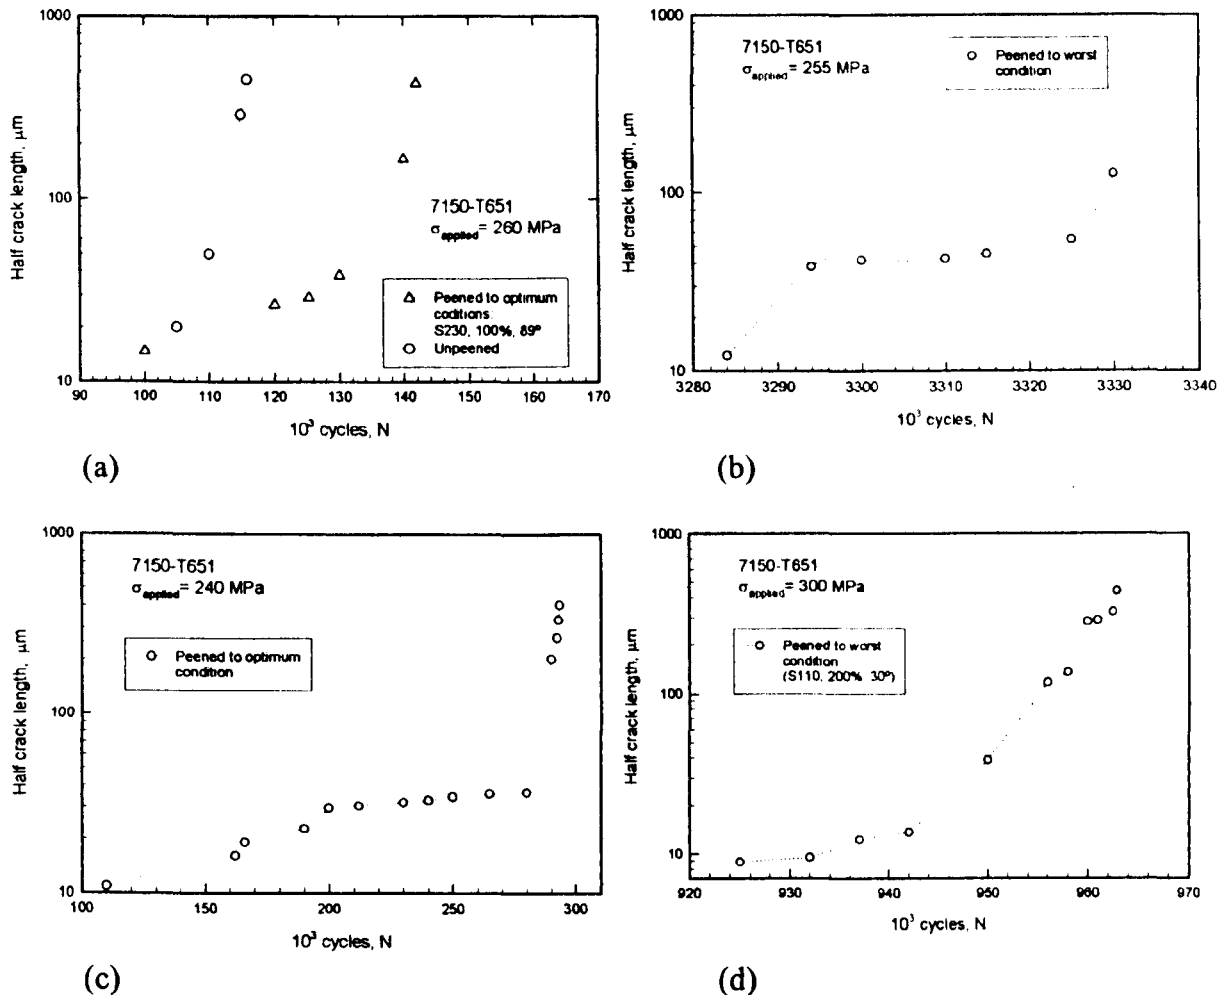 1000
100
10
Half crack length, μm
7150-T651
σapplied= 260 MPa
Peened to optimum
coditions:
S230, 100%, 89º
Unpeened
90 100 110 120 130 140 150 160 170
10³ cycles, N
(a)
1000
100
10
Half crack length, μm
7150-T651
σapplied= 255 MPa
Peened to worst
condition
3280 3290 3300 3310 3320 3330 3340
10³ cycles, N
(b)
1000
100
10
Half crack length, μm
7150-T651
σapplied= 240 MPa
Peened to optimum
condition
100 150 200 250 300
10³ cycles, N
(c)
1000
100
10
Half crack length, μm
7150-T651
σapplied= 300 MPa
Peened to worst
condition
(S110, 200% 30º)
920 930 940 950 960 970
10³ cycles, N
(d)